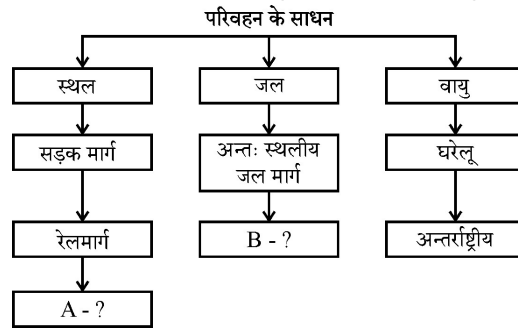 परिवहन के साधन
स्थल
जल
वायु
सड़क मार्ग
अन्तः स्थलीय
जल मार्ग
घरेलू
रेलमार्ग
B - ?
अन्तर्राष्ट्रीय
A - ?